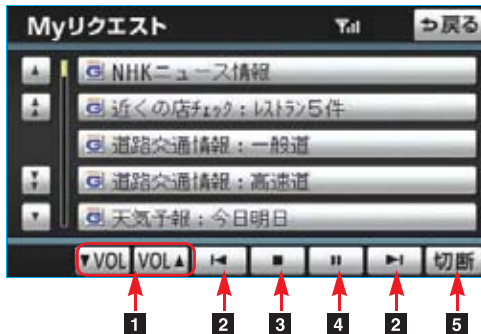 Myリクエスト 戻る
NHKニュース情報
近くの店チェック：レストラン5件
道路交通情報：一般道
道路交通情報：高速道
天気予報：今日明日
▼VOL VOL▲ 切断
1 2 3 4 2 5